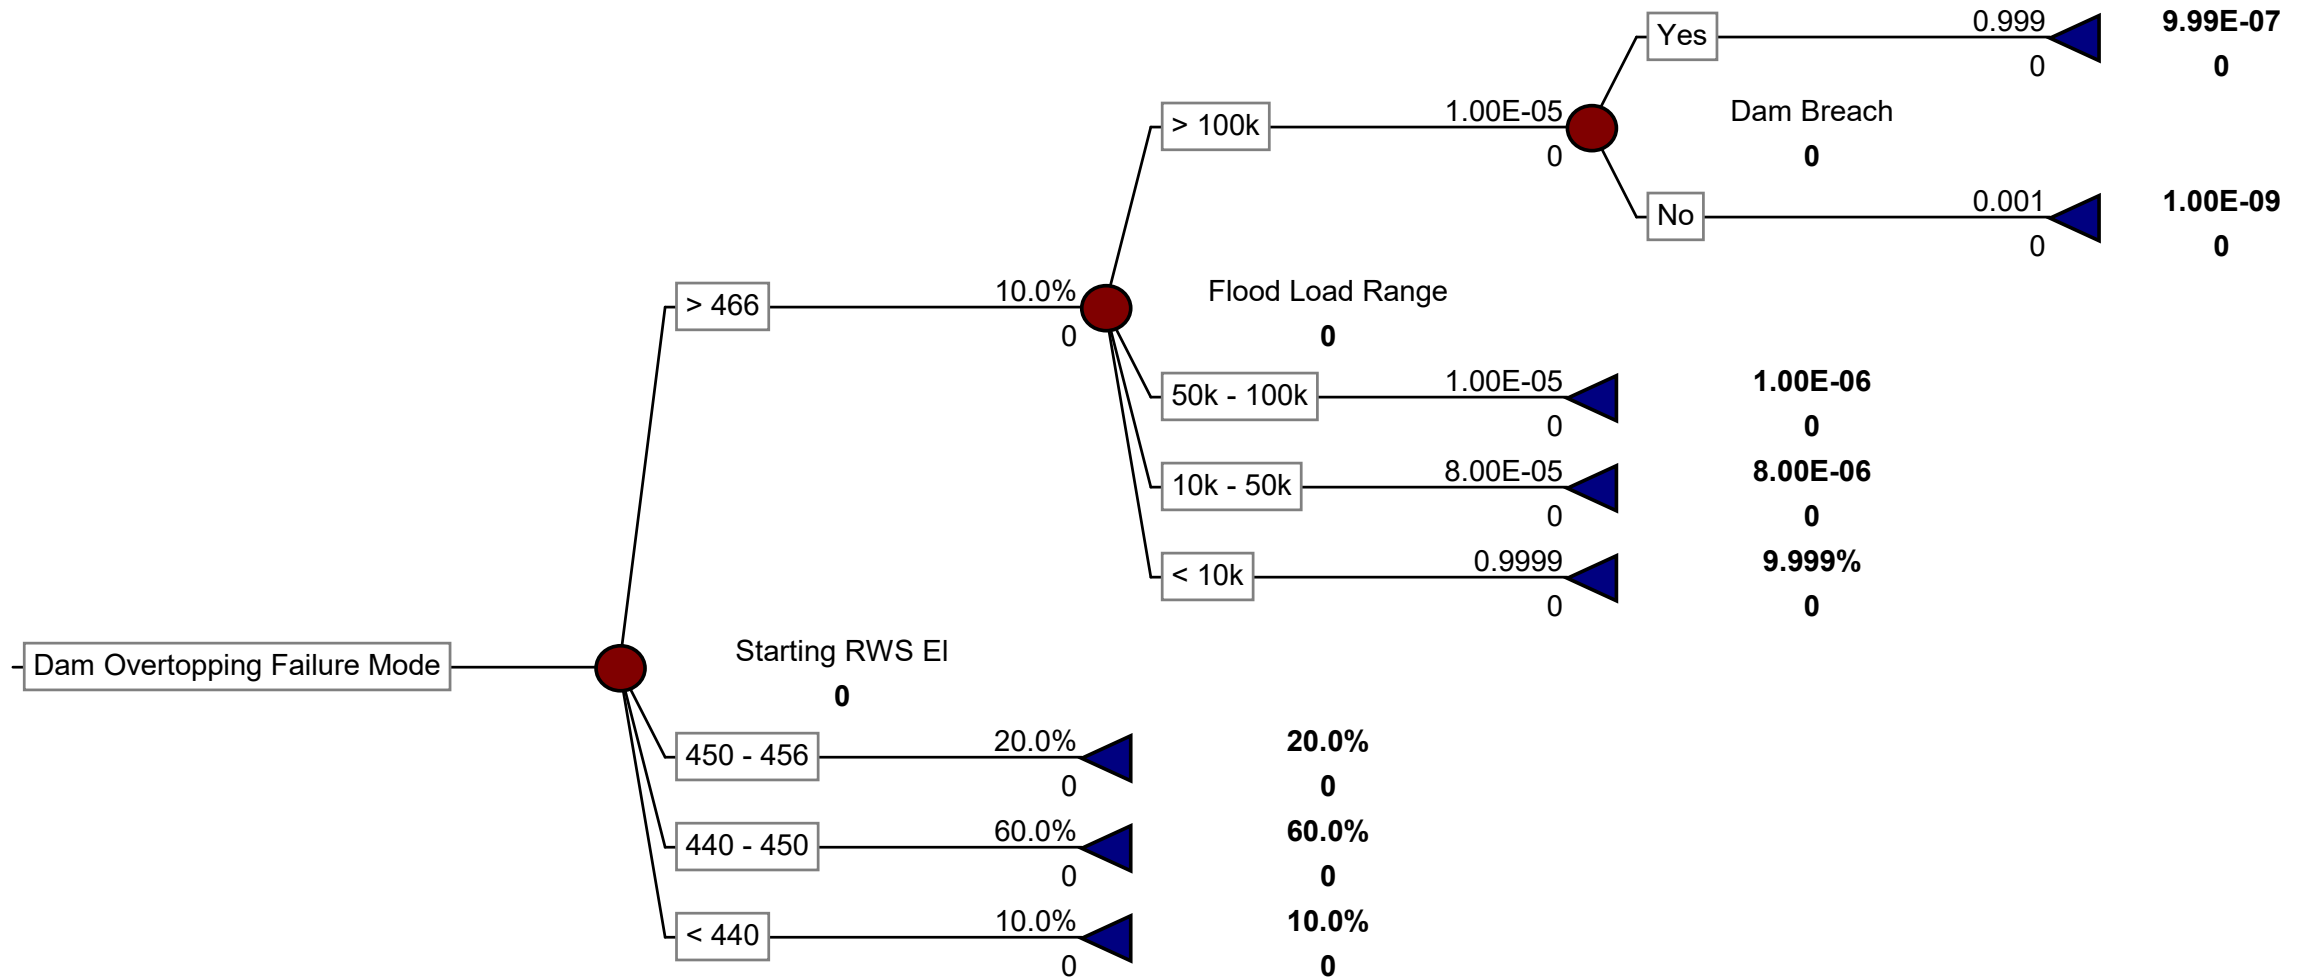 Yes 0.999 9.99E-07
0 0
> 100k 1.00E-05 Dam Breach
0 0
No 0.001 1.00E-09
0 0
> 466 10.0% Flood Load Range
0 0
50k - 100k 1.00E-05 1.00E-06
0 0
10k - 50k 8.00E-05 8.00E-06
0 0
< 10k 0.9999 9.999%
0 0
Dam Overtopping Failure Mode Starting RWS El
0
450 - 456 20.0% 20.0%
0 0
440 - 450 60.0% 60.0%
0 0
< 440 10.0% 10.0%
0 0